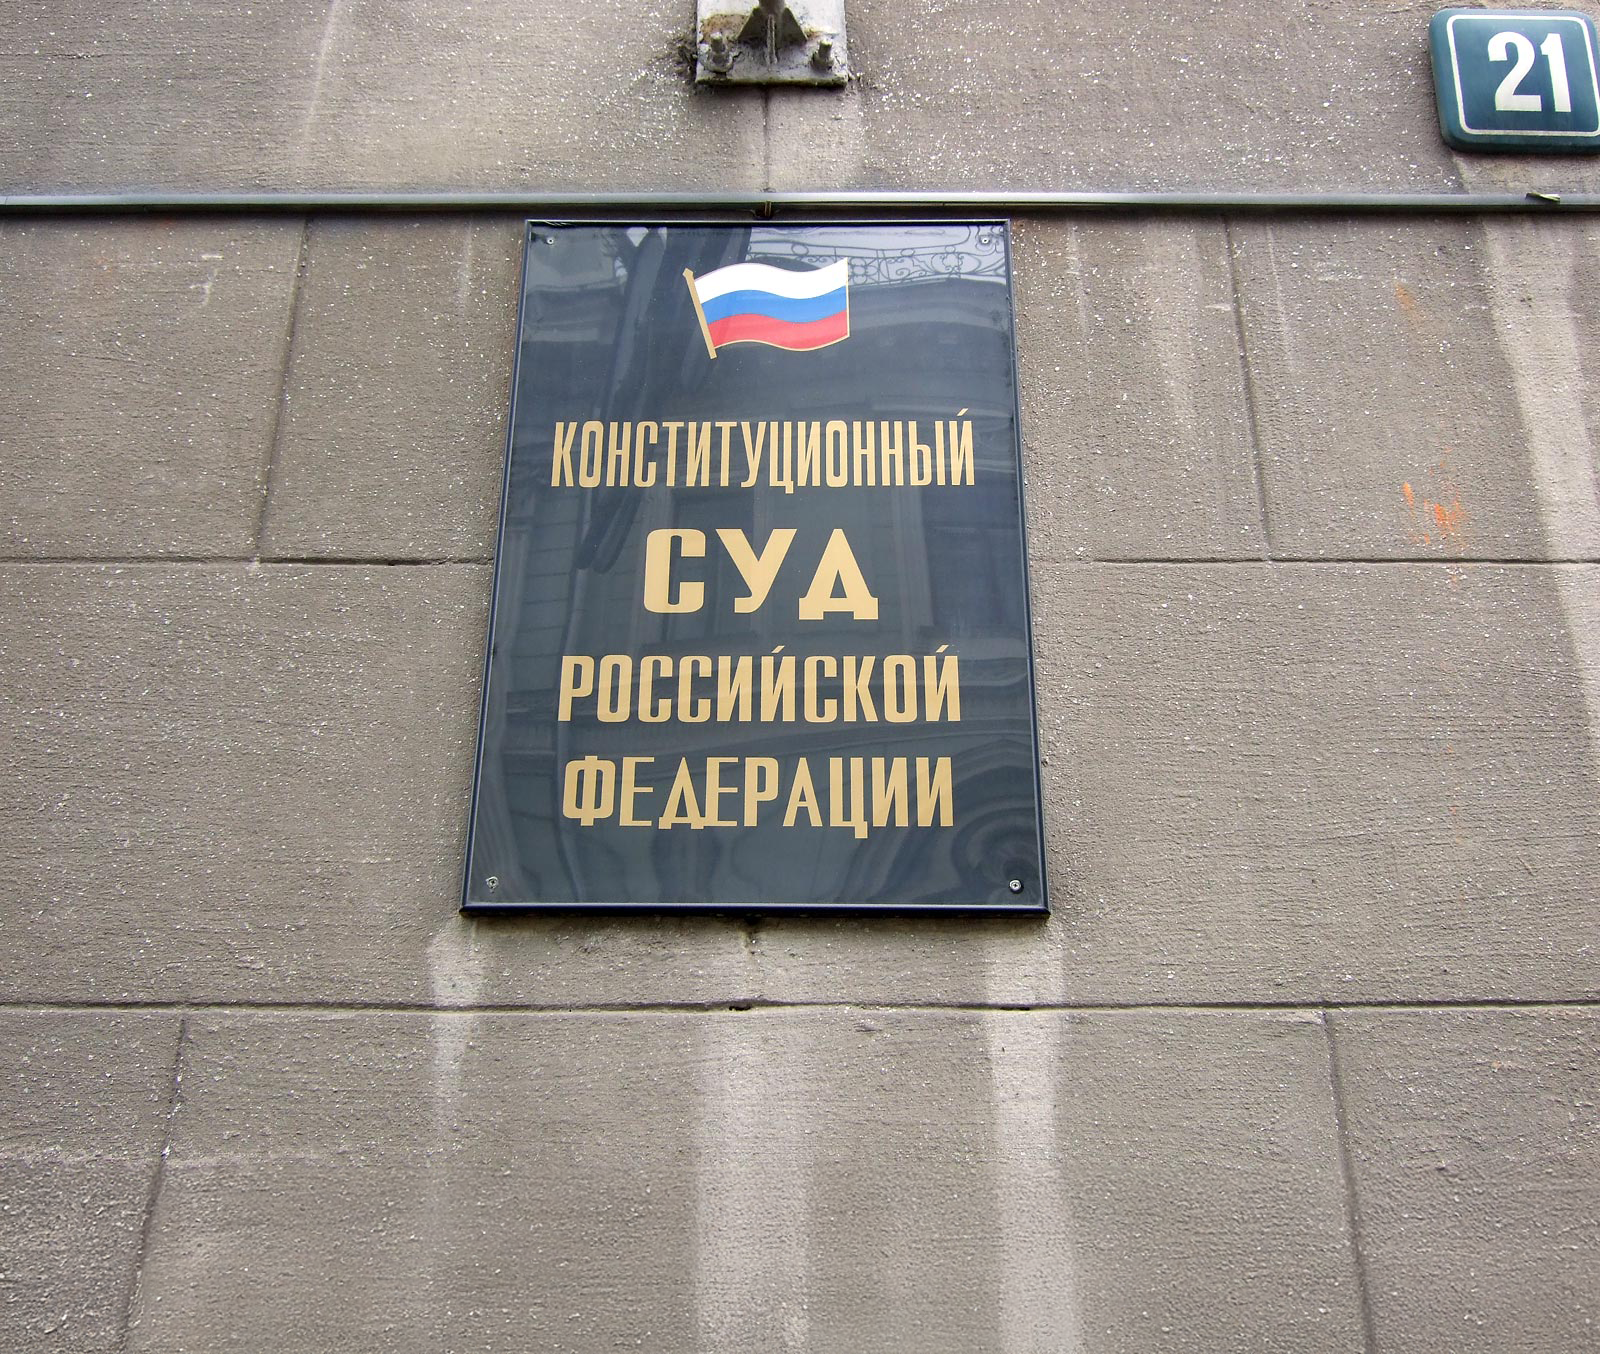 21
КОНСТИТУЦИОННЫЙ
СУД
РОССИЙСКОЙ
ФЕДЕРАЦИИ